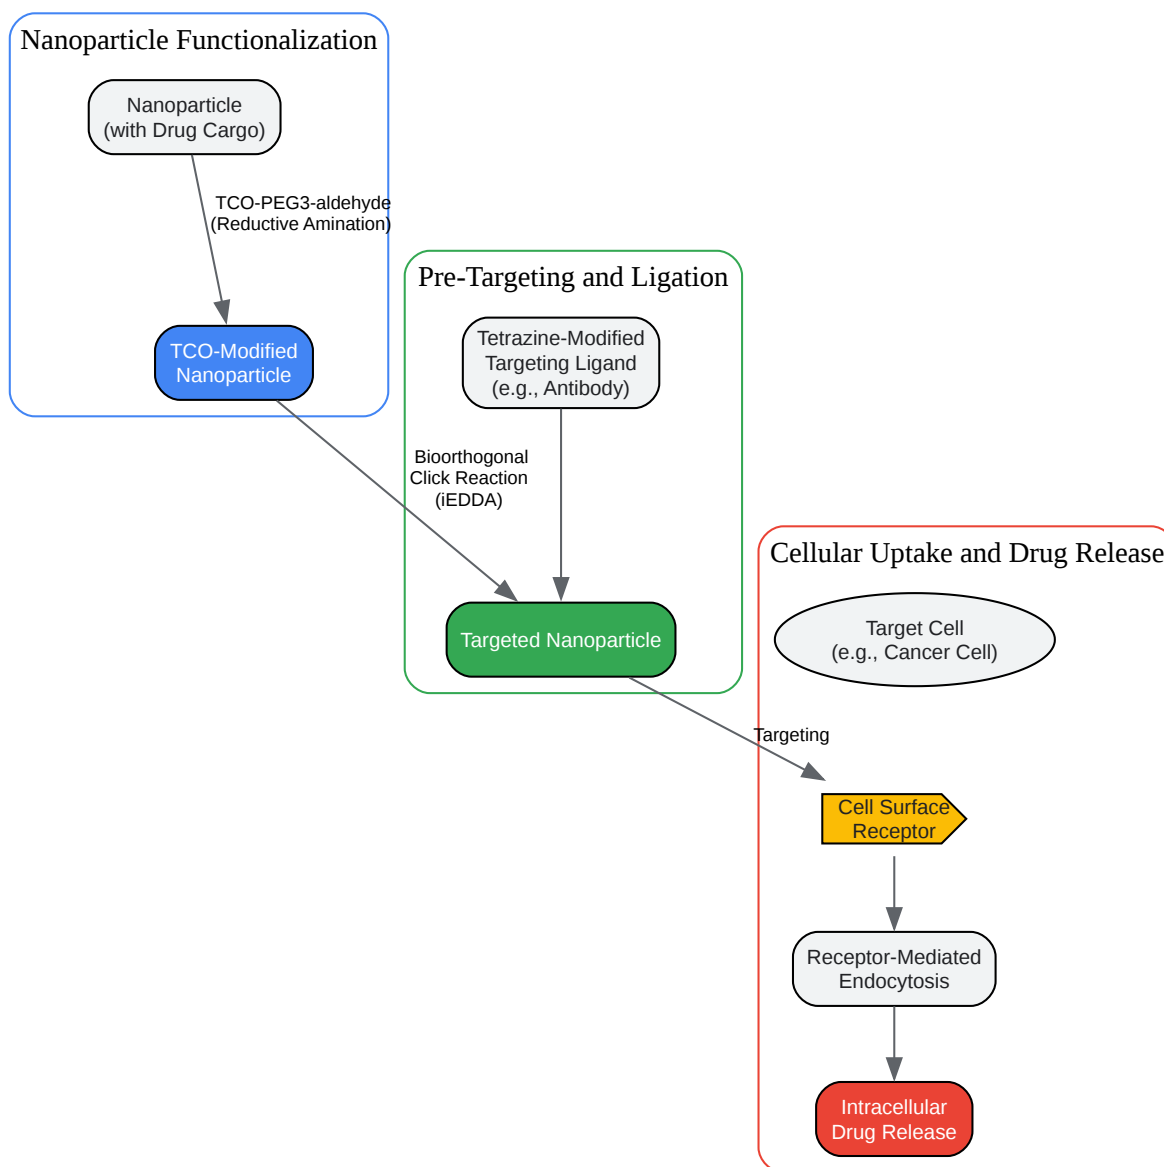 Nanoparticle Functionalization
Nanoparticle
(with Drug Cargo)
TCO-PEG3-aldehyde
(Reductive Amination)
TCO-Modified
Nanoparticle
Pre-Targeting and Ligation
Tetrazine-Modified
Targeting Ligand
(e.g., Antibody)
Bioorthogonal
Click Reaction
(iEDDA)
Targeted Nanoparticle
Cellular Uptake and Drug Release
Target Cell
(e.g., Cancer Cell)
Targeting
Cell Surface
Receptor
Receptor-Mediated
Endocytosis
Intracellular
Drug Release